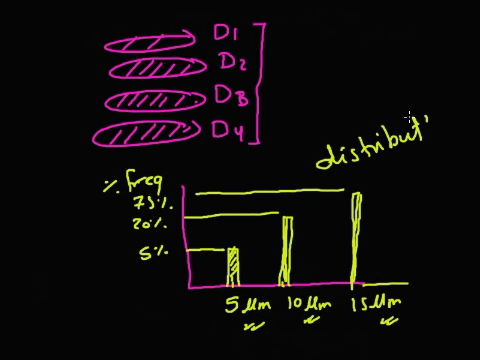 D1
D2
D3
D4
distribut'
% freq
75%
20%
5%
5 μm 10 μm 15 μm